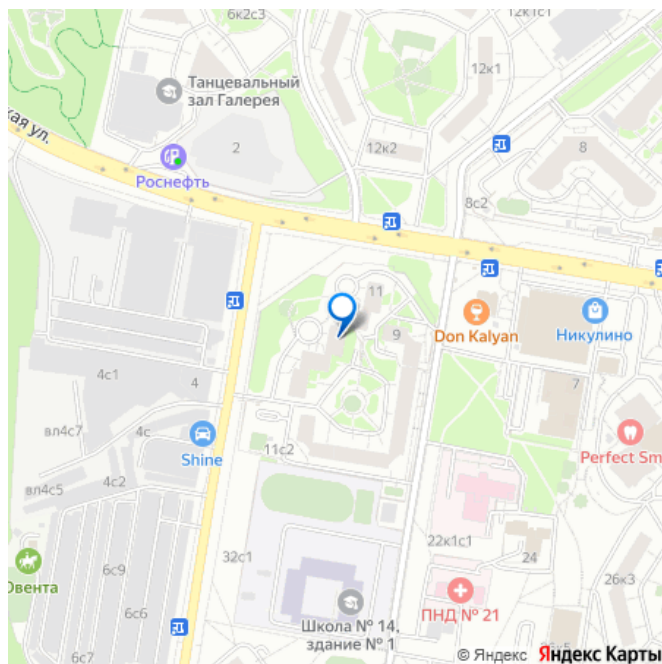 6к2с3
12к1с1
Танцевальный
зал Галерея
12к1
кая ул.
2
12к2
8
Роснефть
8с2
11
9
Don Kalyan
Никулино
4с1
4
7
вл4с7
4с
Shine
11с2
Perfect Sm
4с2
вл4с5
32с1
22к1с1
24
6с9
Овента
26к3
6с6
ПНД № 21
Школа № 14,
здание № 1
© Яндекс Яндекс Карты